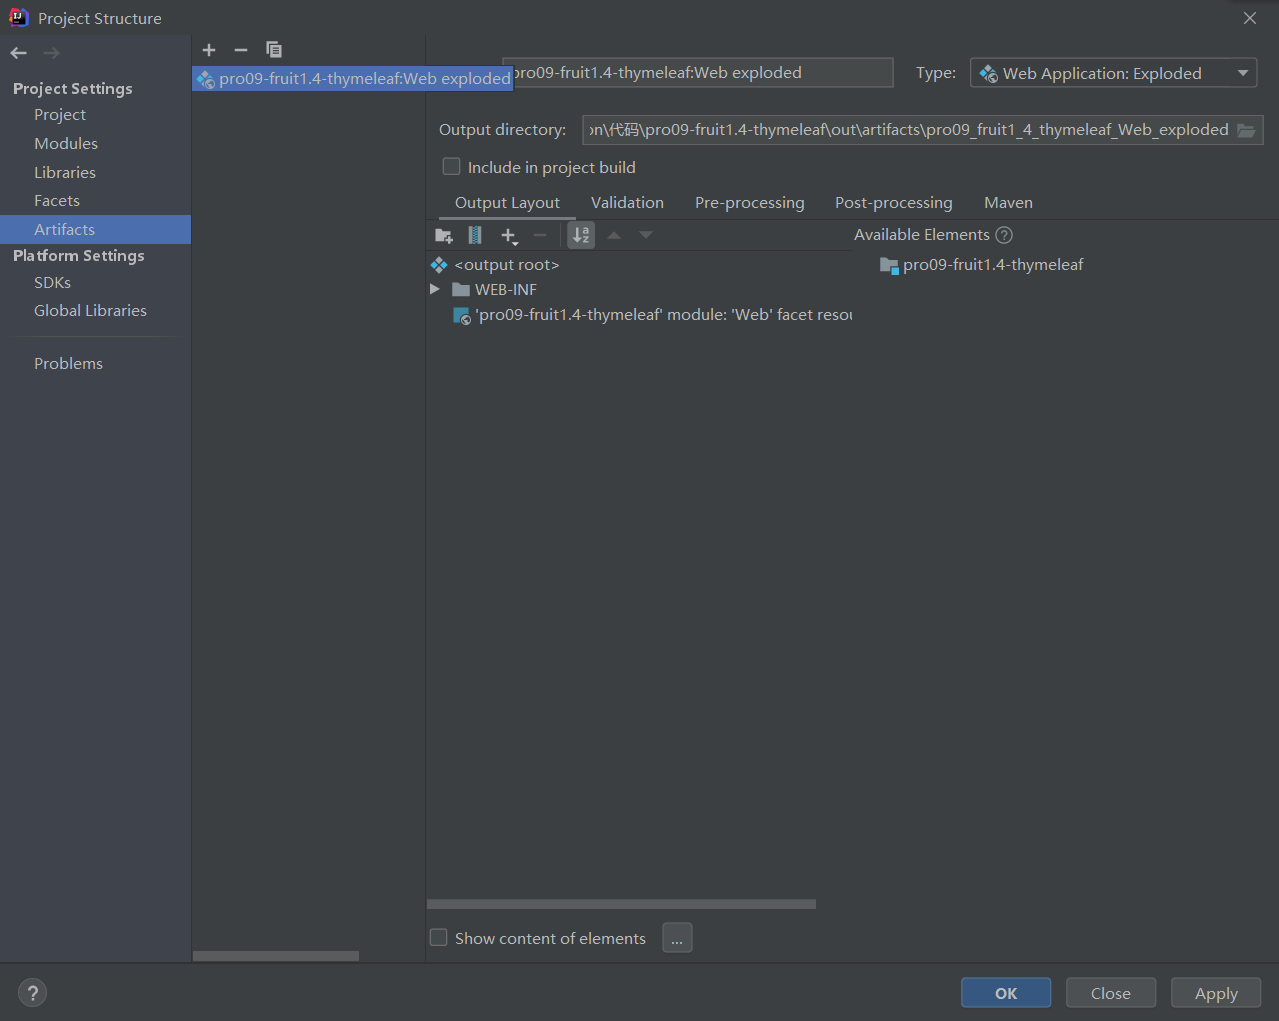 Project Structure
Project Settings
Project
Modules
Libraries
Facets
Artifacts
Platform Settings
SDKs
Global Libraries
Problems
pro09-fruit1.4-thymeleaf:Web exploded
pro09-fruit1.4-thymeleaf:Web exploded
Type: Web Application: Exploded
Output directory: on\代码\pro09-fruit1.4-thymeleaf\out\artifacts\pro09_fruit1_4_thymeleaf_Web_exploded
Include in project build
Output Layout Validation Pre-processing Post-processing Maven
Available Elements ?
<output root>
WEB-INF
'pro09-fruit1.4-thymeleaf' module: 'Web' facet resou
pro09-fruit1.4-thymeleaf
Show content of elements ...
? OK Close Apply